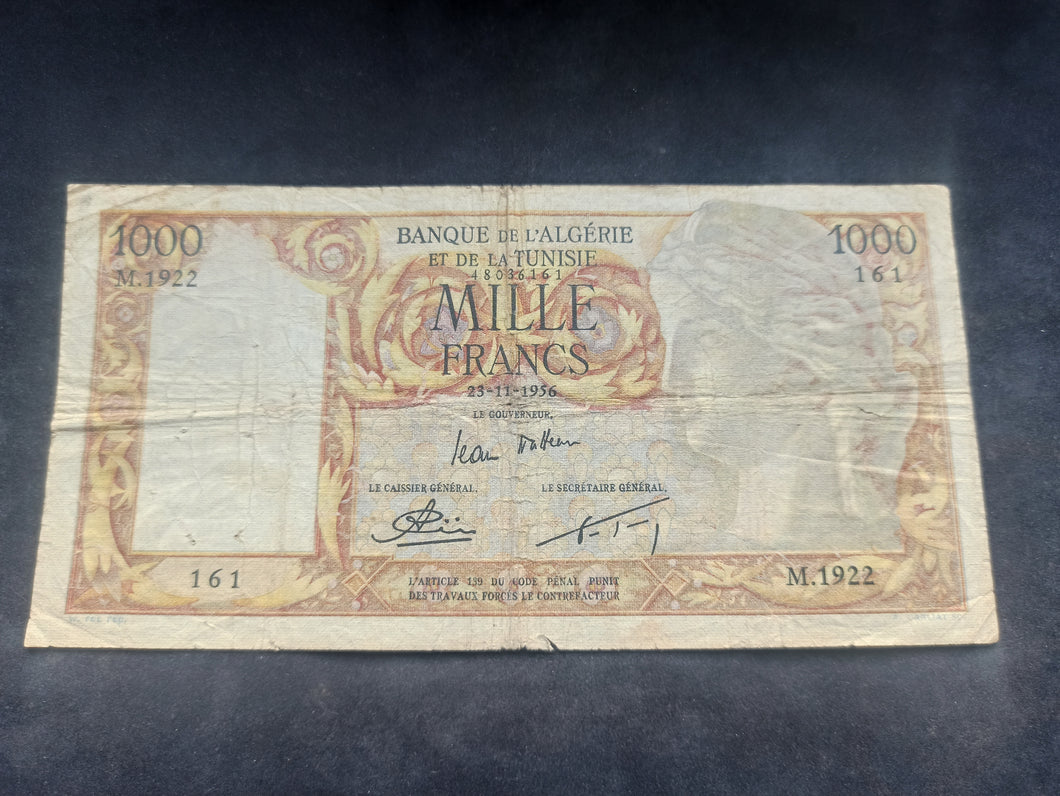 1000
BANQUE DE L'ALGÉRIE
1000
M.1922
ET DE LA TUNISIE
161
48036161
MILLE
FRANCS
23-11-1956
LE GOUVERNEUR,
LE CAISSIER GÉNÉRAL,
LE SECRÉTAIRE GÉNÉRAL,
161
M.1922
L'ARTICLE 139 DU CODE PÉNAL PUNIT
DES TRAVAUX FORCÉS LE CONTREFACTEUR